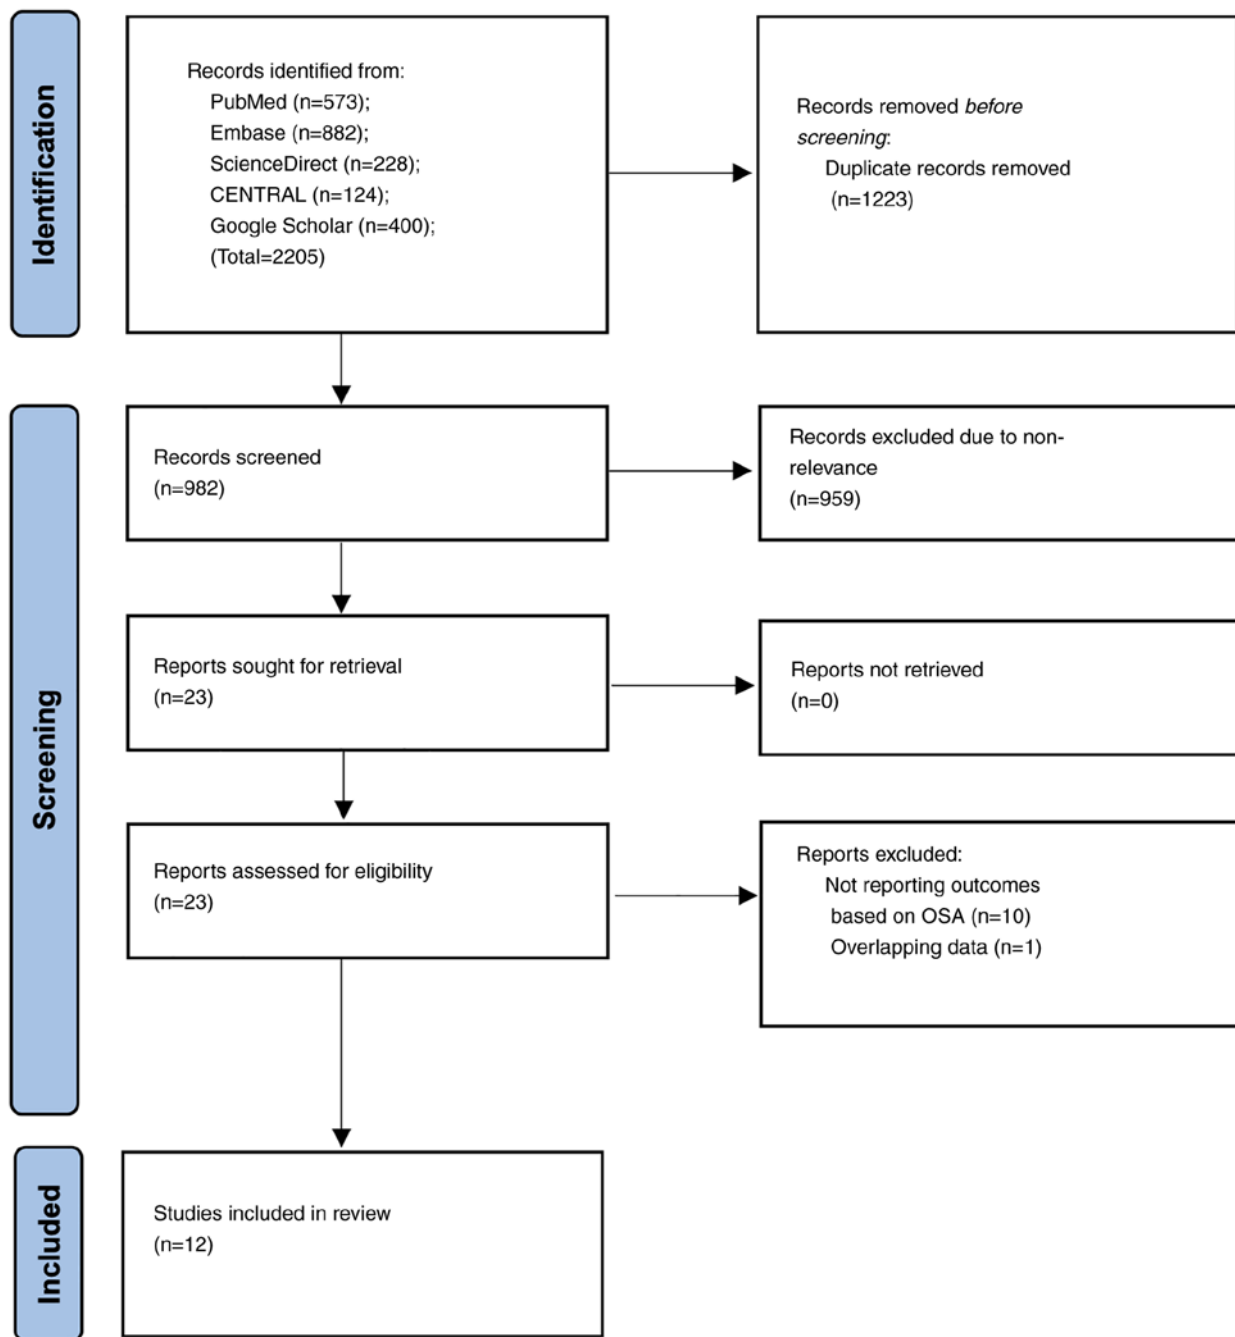 Identification
Records identified from:
PubMed (n=573);
Embase (n=882);
ScienceDirect (n=228);
CENTRAL (n=124);
Google Scholar (n=400);
(Total=2205)
Records removed before
screening:
Duplicate records removed
(n=1223)
Screening
Records screened
(n=982)
Records excluded due to non-
relevance
(n=959)
Reports sought for retrieval
(n=23)
Reports not retrieved
(n=0)
Reports assessed for eligibility
(n=23)
Reports excluded:
Not reporting outcomes
based on OSA (n=10)
Overlapping data (n=1)
Included
Studies included in review
(n=12)